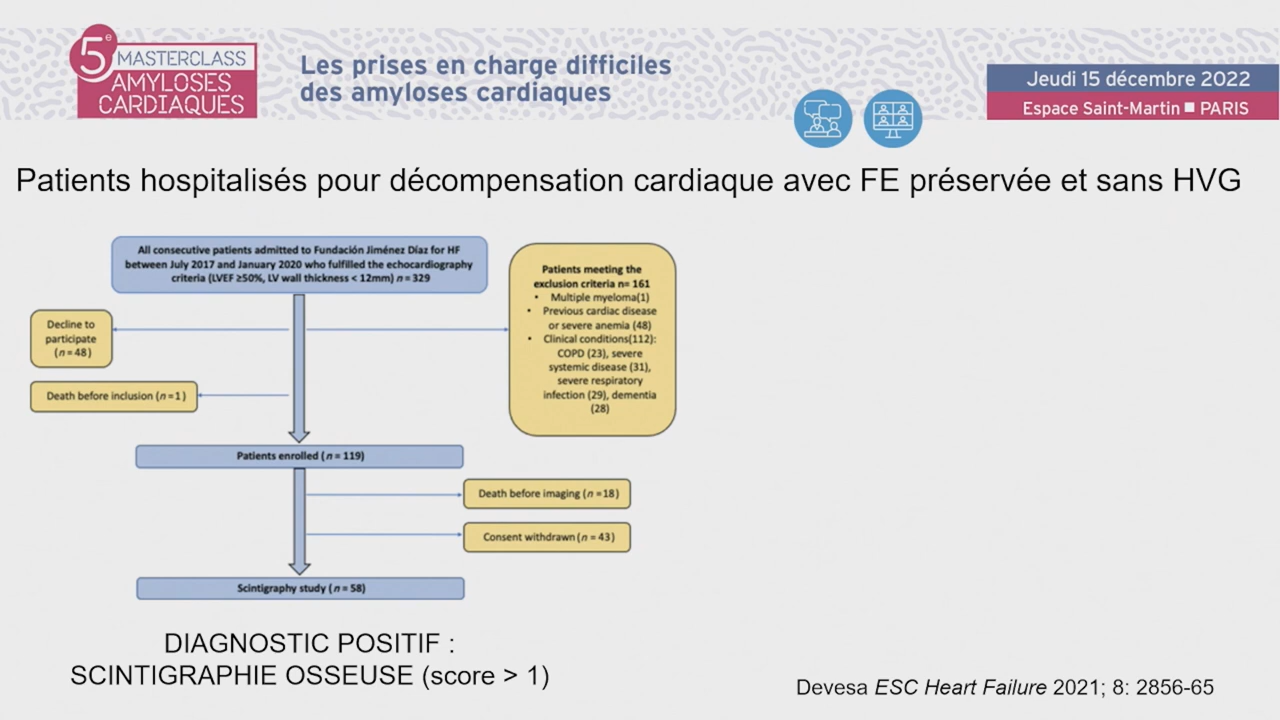 5e MASTERCLASS
AMYLOSES
CARDIAQUES
Les prises en charge difficiles
des amyloses cardiaques
Jeudi 15 décembre 2022
Espace Saint-Martin ■ PARIS
Patients hospitalisés pour décompensation cardiaque avec FE préservée et sans HVG
All consecutive patients admitted to Fundación Jiménez Díaz for HF
between July 2017 and January 2020 who fulfilled the echocardiography
criteria (LVEF ≥50%, LV wall thickness < 12mm) n = 329
Patients meeting the
exclusion criteria n= 161
• Multiple myeloma(1)
• Previous cardiac disease
or severe anemia (48)
• Clinical conditions(112):
COPD (23), severe
systemic disease (31),
severe respiratory
infection (29), dementia
(28)
Decline to
participate
(n = 48)
Death before inclusion (n =1)
Patients enrolled (n = 119)
Death before imaging (n =18)
Consent withdrawn (n = 43)
Scintigraphy study (n = 58)
DIAGNOSTIC POSITIF :
SCINTIGRAPHIE OSSEUSE (score > 1)
Devesa ESC Heart Failure 2021; 8: 2856-65